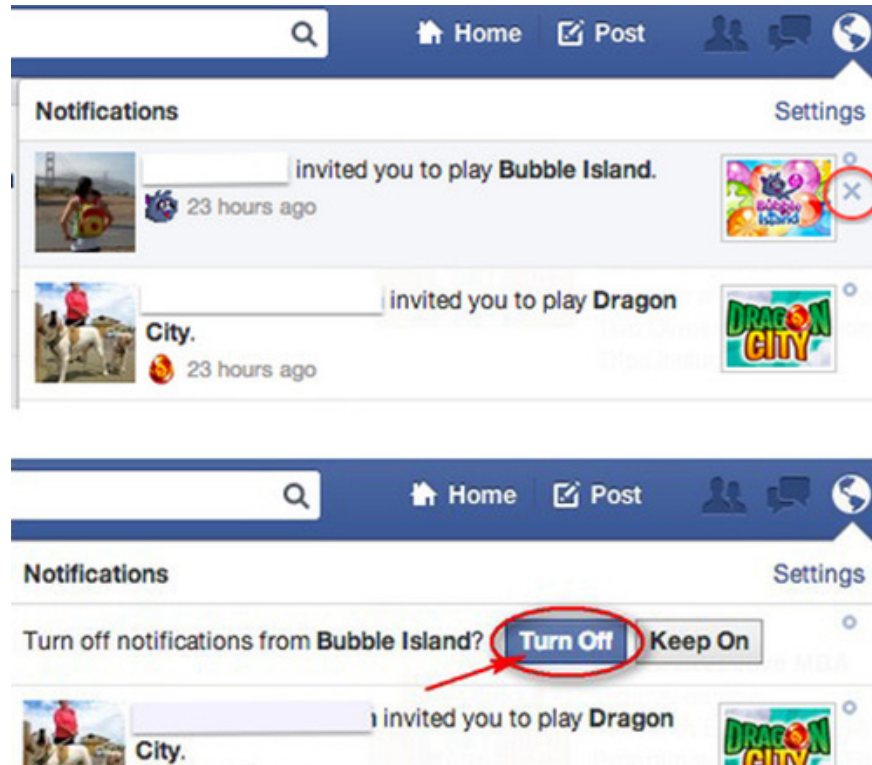 Home Post
Notifications Settings
invited you to play Bubble Island.
Bubble Island
23 hours ago
invited you to play Dragon
City.
DRAGON CITY
23 hours ago
Home Post
Notifications Settings
Turn off notifications from Bubble Island? Turn Off Keep On
invited you to play Dragon
City.
DRAGON CITY